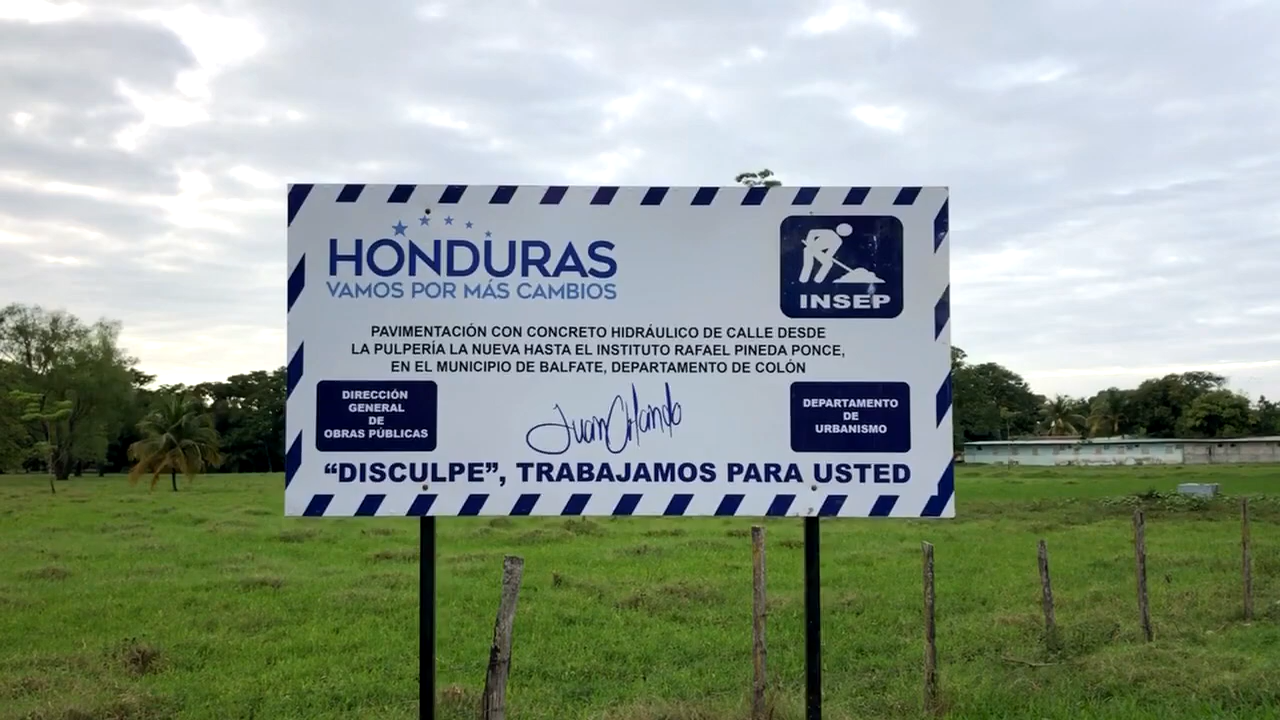 HONDURAS
VAMOS POR MÁS CAMBIOS
INSEP
PAVIMENTACIÓN CON CONCRETO HIDRÁULICO DE CALLE DESDE
LA PULPERÍA LA NUEVA HASTA EL INSTITUTO RAFAEL PINEDA PONCE,
EN EL MUNICIPIO DE BALFATE, DEPARTAMENTO DE COLÓN
DIRECCIÓN
GENERAL
DE
OBRAS PÚBLICAS
Juan Orlando
DEPARTAMENTO
DE
URBANISMO
“DISCULPE”, TRABAJAMOS PARA USTED